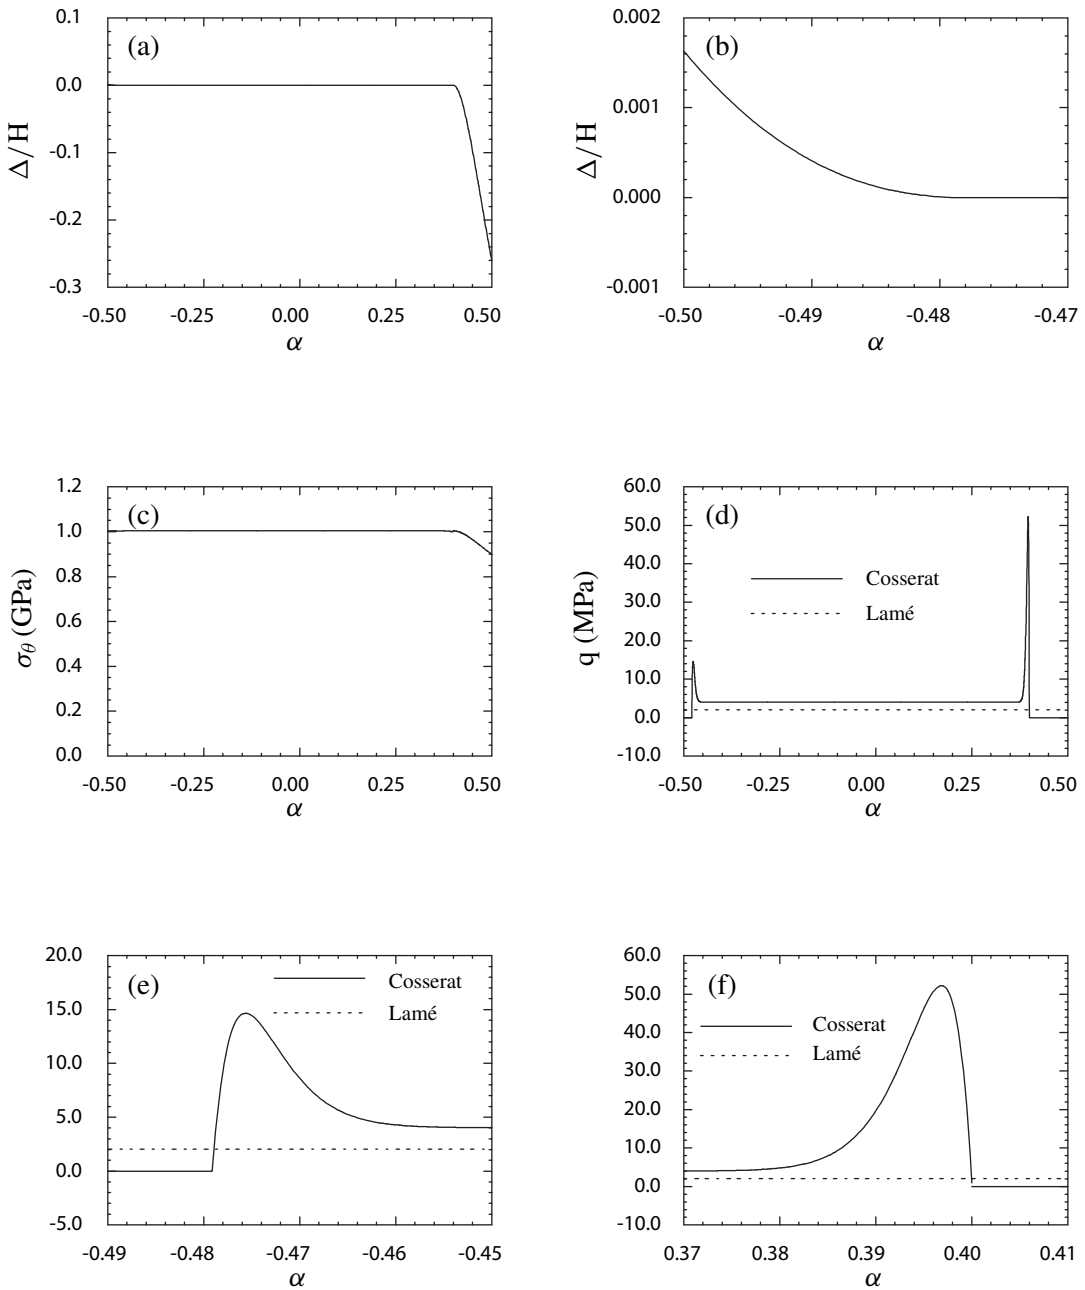 0.1
(a)
0.0
-0.1
-0.2
-0.3
Δ/H
-0.50 -0.25 0.00 0.25 0.50
α
0.002
(b)
0.001
0.000
-0.001
Δ/H
-0.50 -0.49 -0.48 -0.47
α
1.2
(c)
1.0
0.8
0.6
0.4
0.2
0.0
σθ (GPa)
-0.50 -0.25 0.00 0.25 0.50
α
60.0
(d)
50.0
40.0
30.0
20.0
10.0
0.0
-10.0
q (MPa)
Cosserat
Lamé
-0.50 -0.25 0.00 0.25 0.50
α
20.0
(e)
15.0
10.0
5.0
0.0
-5.0
Cosserat
Lamé
-0.49 -0.48 -0.47 -0.46 -0.45
α
60.0
(f)
50.0
40.0
30.0
20.0
10.0
0.0
-10.0
Cosserat
Lamé
0.37 0.38 0.39 0.40 0.41
α